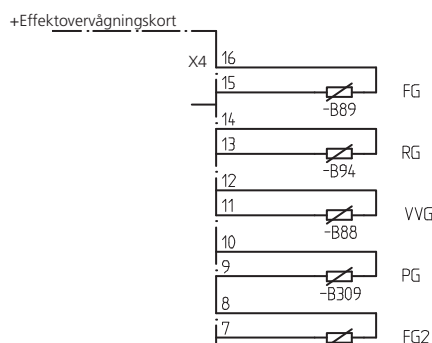 +Effektovervågningskort
X4 16
15
-B89
FG
14
13
-B94
RG
12
11
-B88
VVG
10
9
-B309
PG
8
7
FG2